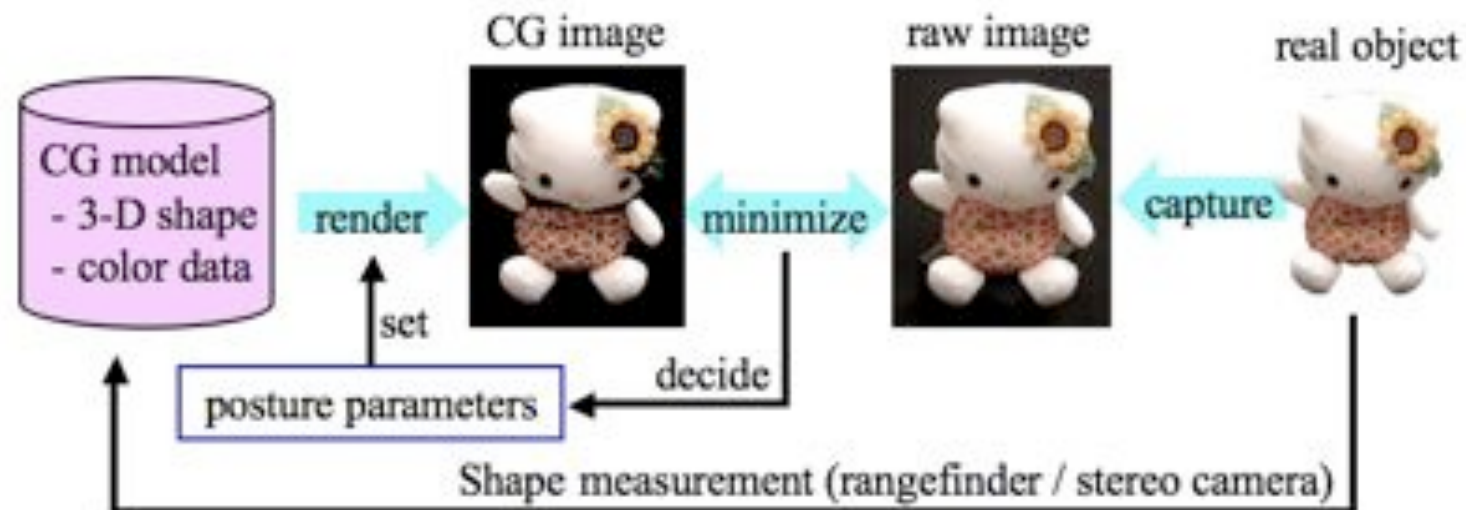 CG image
raw image
real object
CG model
- 3-D shape
- color data
render
minimize
capture
set
decide
posture parameters
Shape measurement (rangefinder / stereo camera)